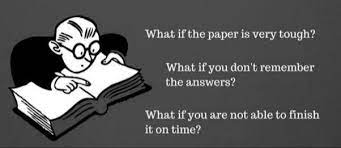 What if the paper is very tough?
What if you don't remember
the answers?
What if you are not able to finish
it on time?